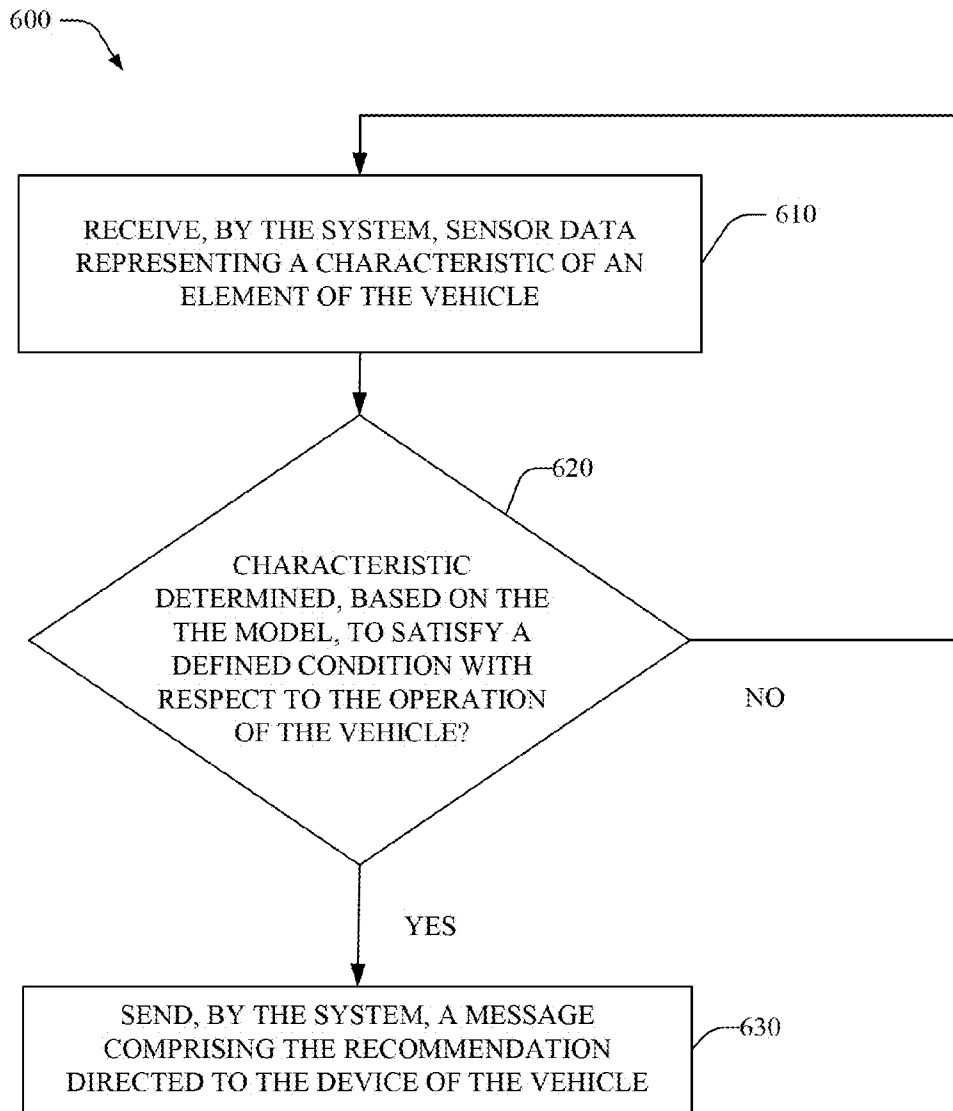 600
RECEIVE, BY THE SYSTEM, SENSOR DATA
REPRESENTING A CHARACTERISTIC OF AN
ELEMENT OF THE VEHICLE
610
620
CHARACTERISTIC
DETERMINED, BASED ON THE
THE MODEL, TO SATISFY A
DEFINED CONDITION WITH
RESPECT TO THE OPERATION
OF THE VEHICLE?
NO
YES
SEND, BY THE SYSTEM, A MESSAGE
COMPRISING THE RECOMMENDATION
DIRECTED TO THE DEVICE OF THE VEHICLE
630